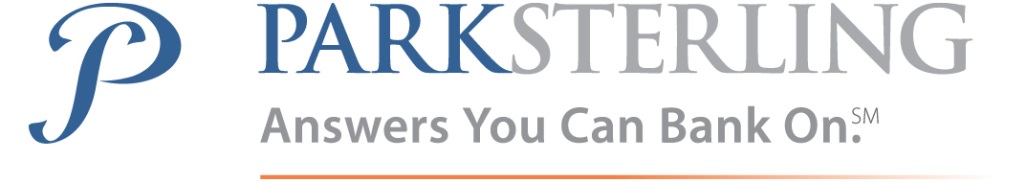 P
PARKSTERLING
Answers You Can Bank On.℠